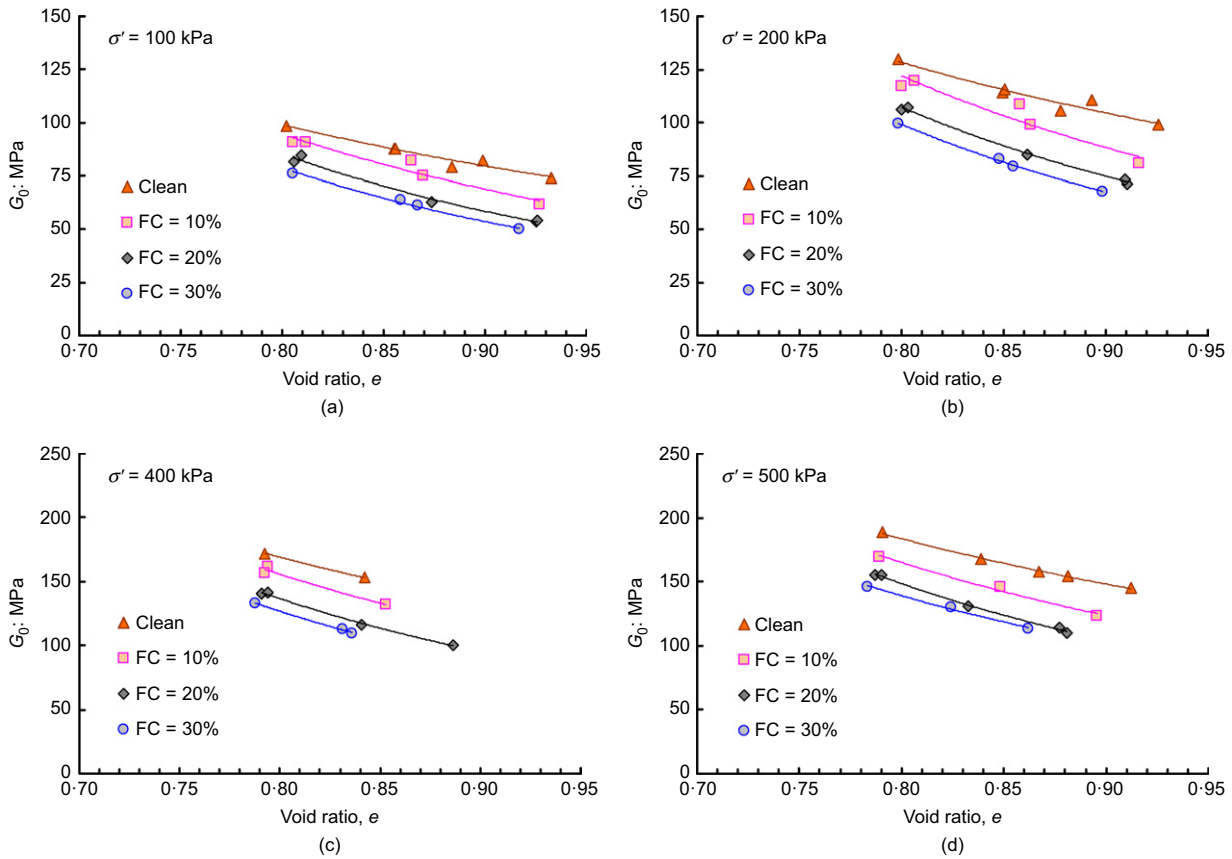 150
125
100
75
50
25
0
G0: MPa
σ′ = 100 kPa
Clean
FC = 10%
FC = 20%
FC = 30%
0·70 0·75 0·80 0·85 0·90 0·95
Void ratio, e
(a)
150
125
100
75
50
25
0
G0: MPa
σ′ = 200 kPa
Clean
FC = 10%
FC = 20%
FC = 30%
0·70 0·75 0·80 0·85 0·90 0·95
Void ratio, e
(b)
250
200
150
100
50
0
G0: MPa
σ′ = 400 kPa
Clean
FC = 10%
FC = 20%
FC = 30%
0·70 0·75 0·80 0·85 0·90 0·95
Void ratio, e
(c)
250
200
150
100
50
0
G0: MPa
σ′ = 500 kPa
Clean
FC = 10%
FC = 20%
FC = 30%
0·70 0·75 0·80 0·85 0·90 0·95
Void ratio, e
(d)